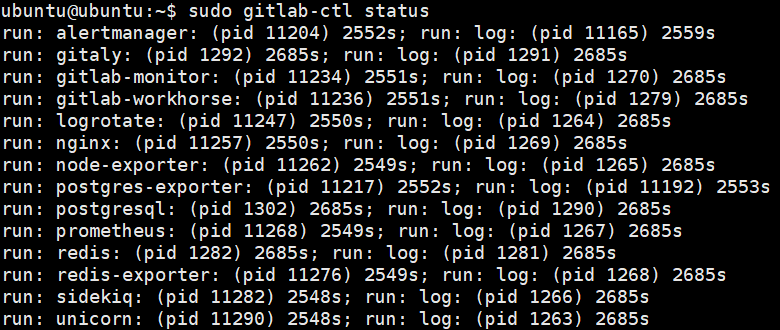 ubuntu@ubuntu:~$ sudo gitlab-ctl status
run: alertmanager: (pid 11204) 2552s; run: log: (pid 11165) 2559s
run: gitaly: (pid 1292) 2685s; run: log: (pid 1291) 2685s
run: gitlab-monitor: (pid 11234) 2551s; run: log: (pid 1270) 2685s
run: gitlab-workhorse: (pid 11236) 2551s; run: log: (pid 1279) 2685s
run: logrotate: (pid 11247) 2550s; run: log: (pid 1264) 2685s
run: nginx: (pid 11257) 2550s; run: log: (pid 1269) 2685s
run: node-exporter: (pid 11262) 2549s; run: log: (pid 1265) 2685s
run: postgres-exporter: (pid 11217) 2552s; run: log: (pid 11192) 2553s
run: postgresql: (pid 1302) 2685s; run: log: (pid 1290) 2685s
run: prometheus: (pid 11268) 2549s; run: log: (pid 1267) 2685s
run: redis: (pid 1282) 2685s; run: log: (pid 1281) 2685s
run: redis-exporter: (pid 11276) 2549s; run: log: (pid 1268) 2685s
run: sidekiq: (pid 11282) 2548s; run: log: (pid 1266) 2685s
run: unicorn: (pid 11290) 2548s; run: log: (pid 1263) 2685s